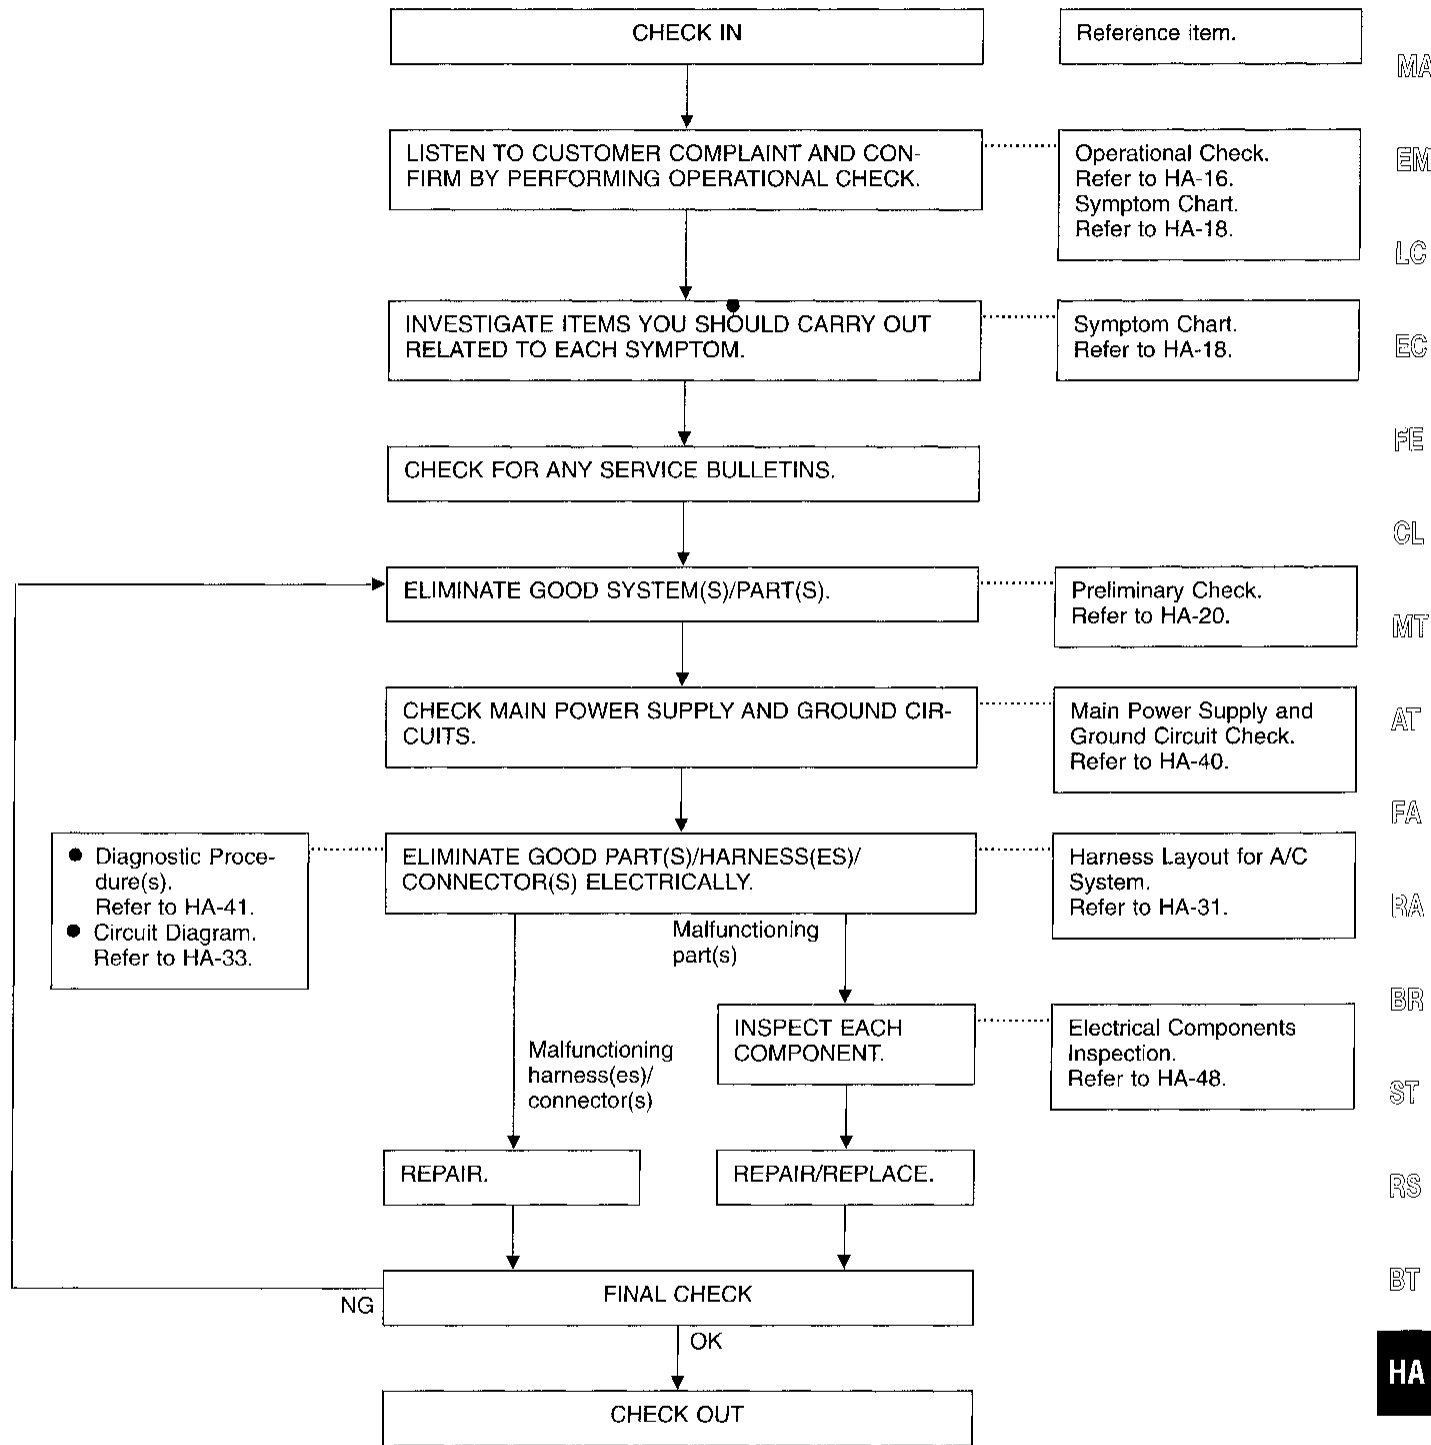 CHECK IN
Reference item.
MA
LISTEN TO CUSTOMER COMPLAINT AND CON-
FIRM BY PERFORMING OPERATIONAL CHECK.
Operational Check.
Refer to HA-16.
Symptom Chart.
Refer to HA-18.
EM
LC
INVESTIGATE ITEMS YOU SHOULD CARRY OUT
RELATED TO EACH SYMPTOM.
Symptom Chart.
Refer to HA-18.
EC
FE
CHECK FOR ANY SERVICE BULLETINS.
CL
ELIMINATE GOOD SYSTEM(S)/PART(S).
Preliminary Check.
Refer to HA-20.
MT
CHECK MAIN POWER SUPPLY AND GROUND CIR-
CUITS.
Main Power Supply and
Ground Circuit Check.
Refer to HA-40.
AT
FA
● Diagnostic Proce-
dure(s).
Refer to HA-41.
● Circuit Diagram.
Refer to HA-33.
ELIMINATE GOOD PART(S)/HARNESS(ES)/
CONNECTOR(S) ELECTRICALLY.
Harness Layout for A/C
System.
Refer to HA-31.
RA
Malfunctioning
part(s)
BR
INSPECT EACH
COMPONENT.
Electrical Components
Inspection.
Refer to HA-48.
Malfunctioning
harness(es)/
connector(s)
ST
REPAIR.
REPAIR/REPLACE.
RS
BT
FINAL CHECK
NG
OK
HA
CHECK OUT